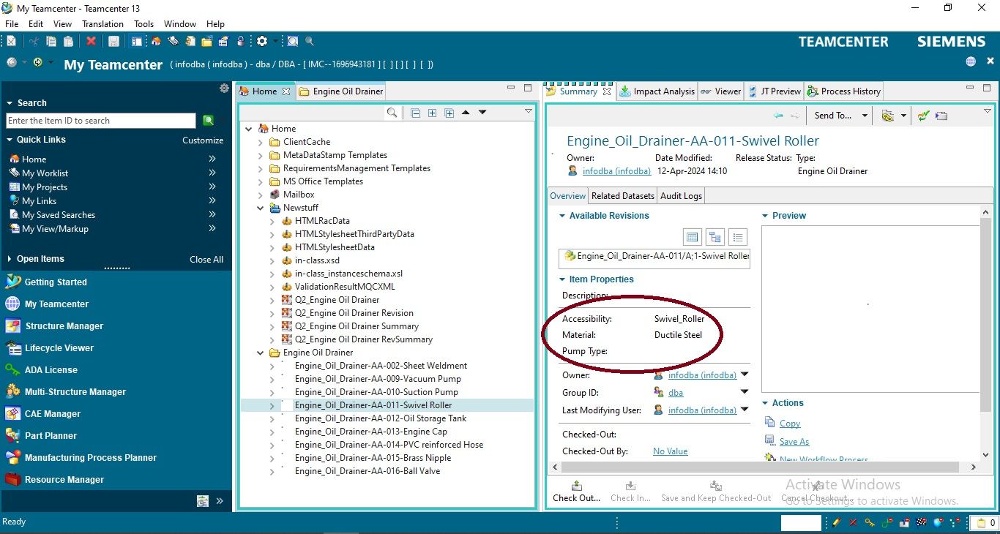 My Teamcenter - Teamcenter 13
File Edit View Translation Tools Window Help
TEAMCENTER SIEMENS
My Teamcenter ( infodba ( infodba ) - dba / DBA - [ IMC--1696943181 ] [ ] [ ] [ ] [ ])
Search
Enter the Item ID to search
Quick Links Customize
Home
My Worklist
My Projects
My Links
My Saved Searches
My View/Markup
Open Items Close All
Getting Started
My Teamcenter
Structure Manager
Lifecycle Viewer
ADA License
Multi-Structure Manager
CAE Manager
Part Planner
Manufacturing Process Planner
Resource Manager
Home Engine Oil Drainer
Home
ClientCache
MetaDataStamp Templates
RequirementsManagement Templates
MS Office Templates
Mailbox
Newstuff
HTMLRacData
HTMLStylesheetThirdPartyData
HTMLStylesheetData
in-class.xsd
in-class_instanceschema.xsl
ValidationResultMQCXML
Q2_Engine Oil Drainer
Q2_Engine Oil Drainer Revision
Q2_Engine Oil Drainer Summary
Q2_Engine Oil Drainer RevSummary
Engine Oil Drainer
Engine_Oil_Drainer-AA-002-Sheet Weldment
Engine_Oil_Drainer-AA-009-Vacuum Pump
Engine_Oil_Drainer-AA-010-Suction Pump
Engine_Oil_Drainer-AA-011-Swivel Roller
Engine_Oil_Drainer-AA-012-Oil Storage Tank
Engine_Oil_Drainer-AA-013-Engine Cap
Engine_Oil_Drainer-AA-014-PVC reinforced Hose
Engine_Oil_Drainer-AA-015-Brass Nipple
Engine_Oil_Drainer-AA-016-Ball Valve
Summary Impact Analysis Viewer JT Preview Process History
Send To...
Engine_Oil_Drainer-AA-011-Swivel Roller
Owner: Date Modified: Release Status: Type:
infodba (infodba) 12-Apr-2024 14:10 Engine Oil Drainer
Overview Related Datasets Audit Logs
Available Revisions
Engine_Oil_Drainer-AA-011/A;1-Swivel Roller
Item Properties
Description:
Accessibility: Swivel_Roller
Material: Ductile Steel
Pump Type:
Owner: infodba (infodba)
Group ID: dba
Last Modifying User: infodba (infodba)
Checked-Out:
Checked-Out By: No Value
Preview
Actions
Copy
Save As
New Workflow Process
Check Out... Check In... Save and Keep Checked-Out Cancel Checkout...
Activate Windows
Go to Settings to activate Windows.
Ready
0